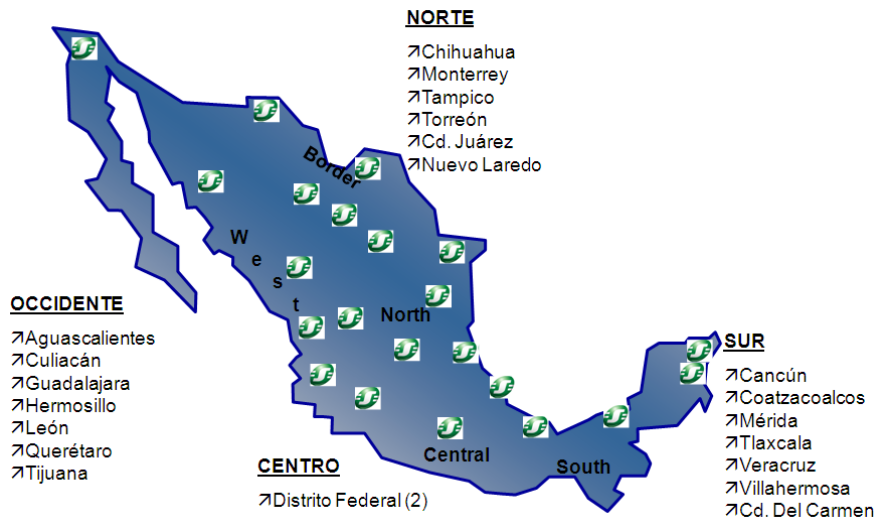 NORTE
Chihuahua
Monterrey
Tampico
Torreón
Cd. Juárez
Nuevo Laredo
Border
West
North
Central
South
OCCIDENTE
Aguascalientes
Culiacán
Guadalajara
Hermosillo
León
Querétaro
Tijuana
CENTRO
Distrito Federal (2)
SUR
Cancún
Coatzacoalcos
Mérida
Tlaxcala
Veracruz
Villahermosa
Cd. Del Carmen